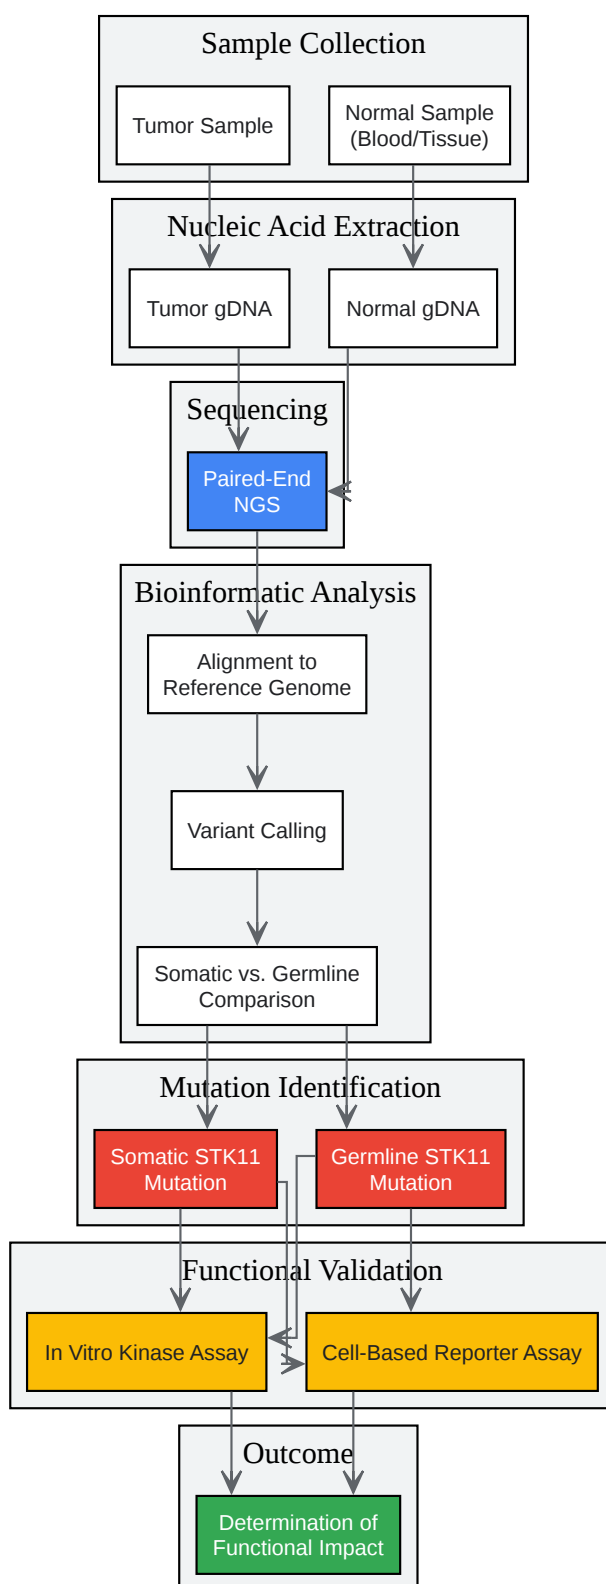 Sample Collection
Tumor Sample
Normal Sample
(Blood/Tissue)
Nucleic Acid Extraction
Tumor gDNA
Normal gDNA
Sequencing
Paired-End
NGS
Bioinformatic Analysis
Alignment to
Reference Genome
Variant Calling
Somatic vs. Germline
Comparison
Mutation Identification
Somatic STK11
Mutation
Germline STK11
Mutation
Functional Validation
In Vitro Kinase Assay
Cell-Based Reporter Assay
Outcome
Determination of
Functional Impact